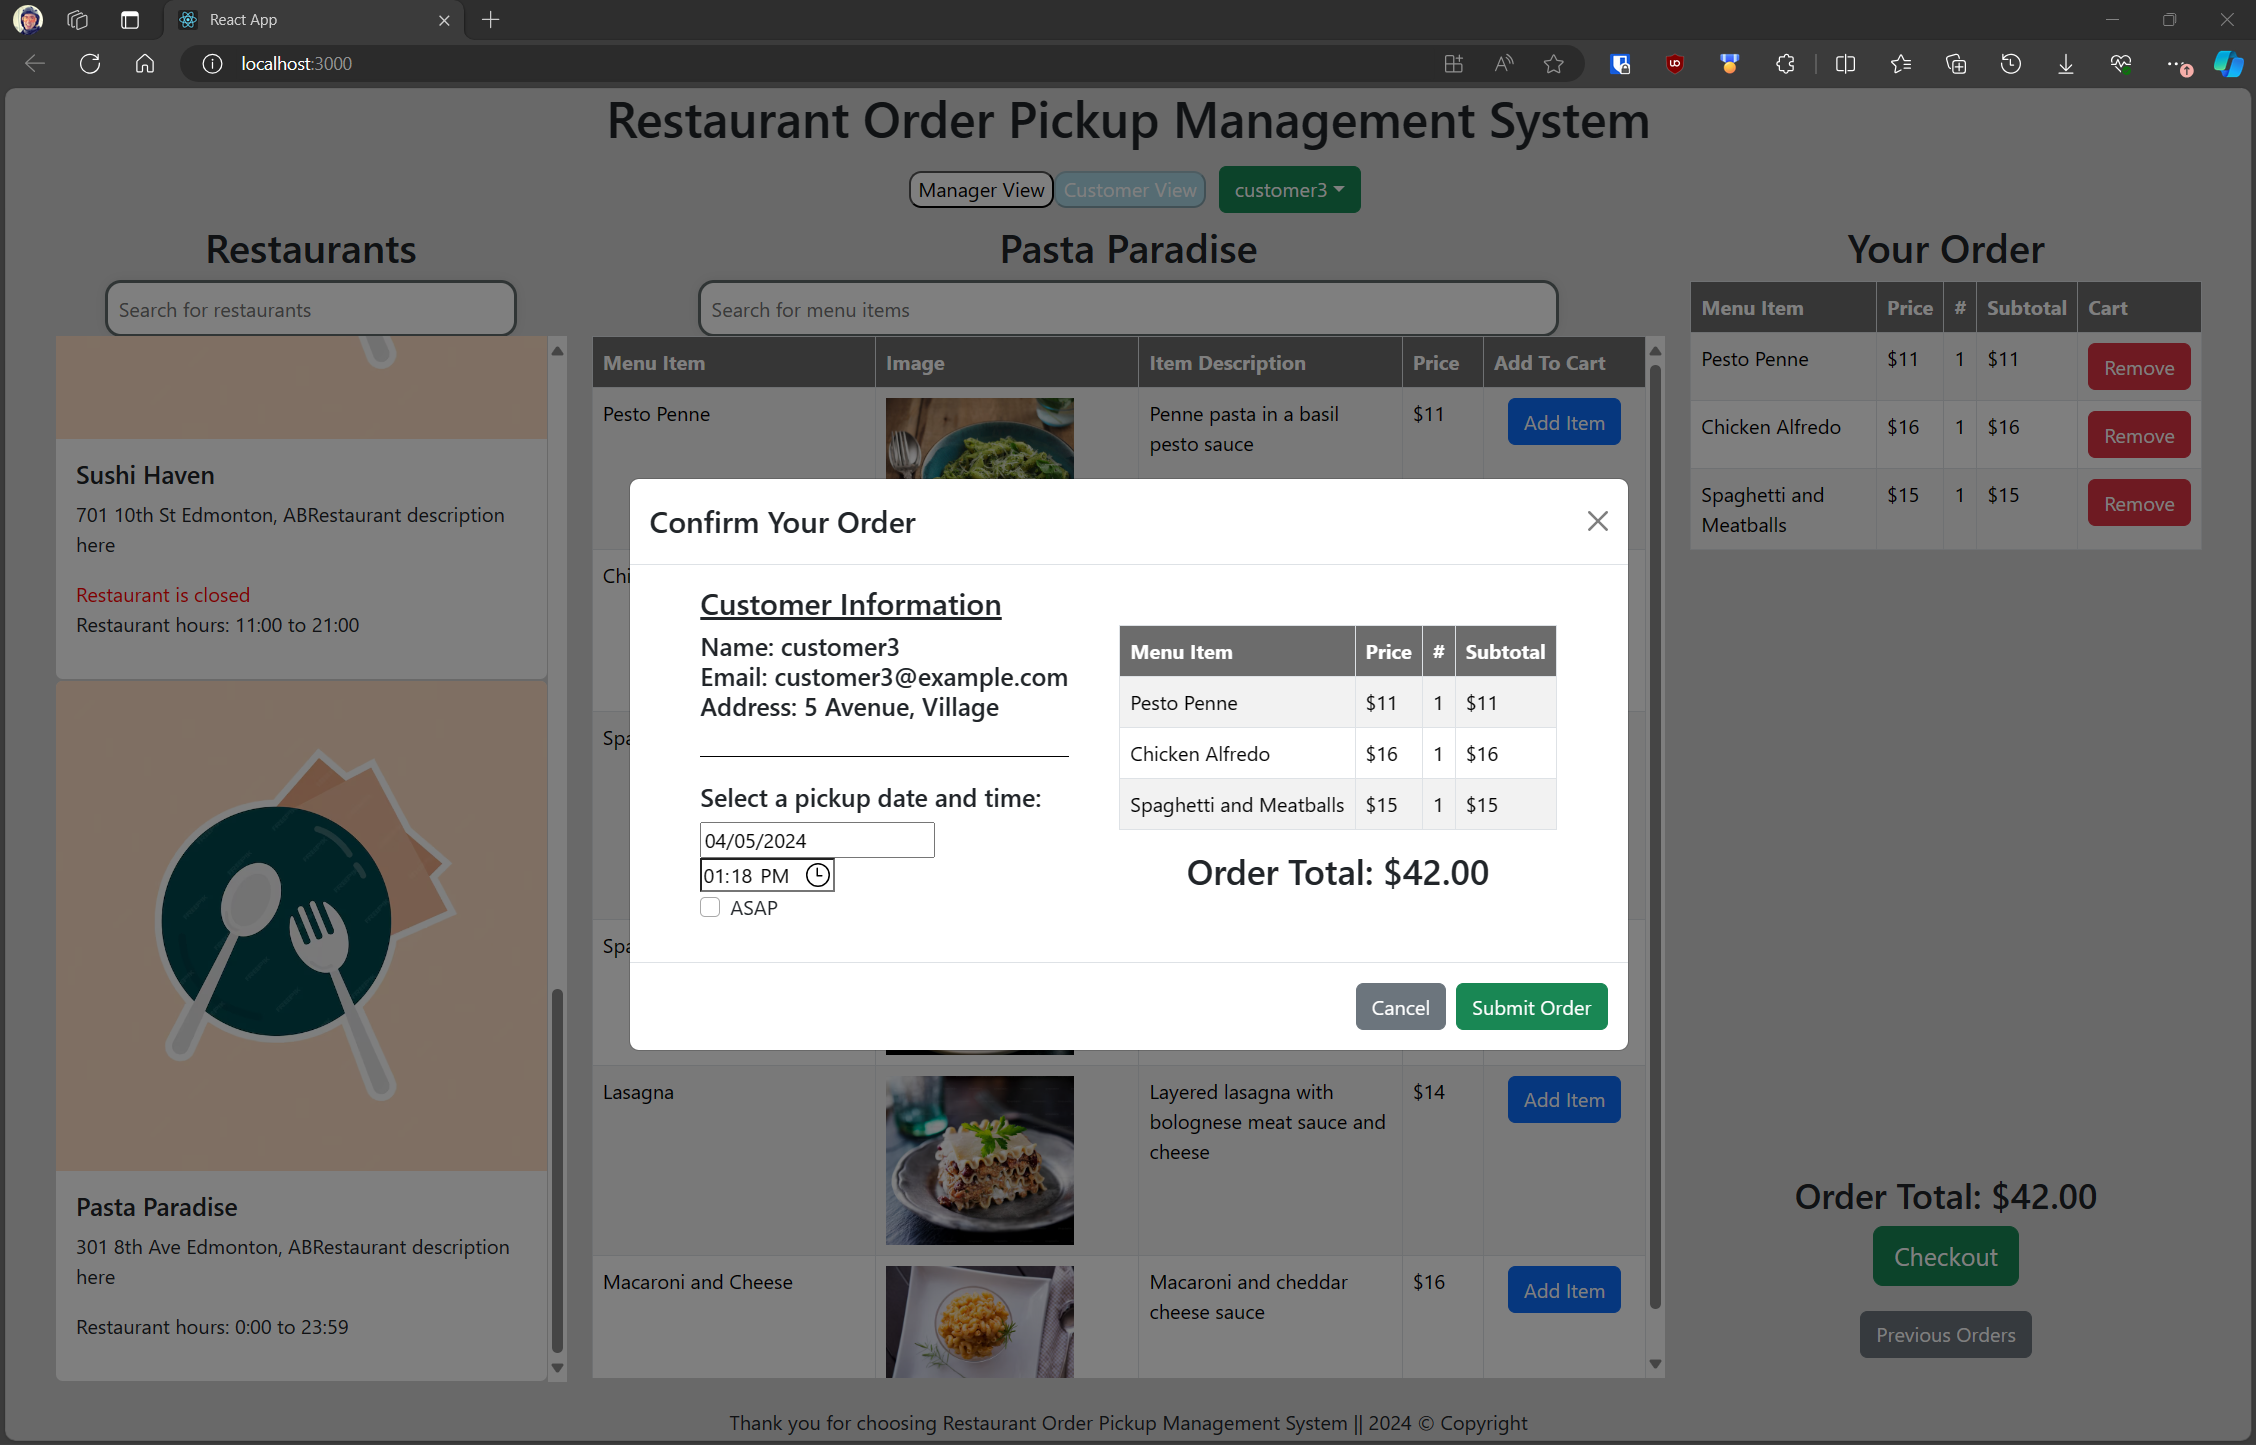 React App
localhost:3000
Restaurant Order Pickup Management System
Manager View
Customer View
customer3
Restaurants
Search for restaurants
Sushi Haven
701 10th St Edmonton, ABRestaurant description
here
Restaurant is closed
Restaurant hours: 11:00 to 21:00
Pasta Paradise
301 8th Ave Edmonton, ABRestaurant description
here
Restaurant hours: 0:00 to 23:59
Pasta Paradise
Search for menu items
Menu Item Image Item Description Price Add To Cart
Pesto Penne Penne pasta in a basil $11 Add Item
pesto sauce
Chi
Spa
Spa
Lasagna Layered lasagna with $14 Add Item
bolognese meat sauce and
cheese
Macaroni and Cheese Macaroni and cheddar $16 Add Item
cheese sauce
Confirm Your Order
Customer Information
Name: customer3
Email: customer3@example.com
Address: 5 Avenue, Village
Select a pickup date and time:
04/05/2024
01:18 PM
ASAP
Menu Item Price # Subtotal
Pesto Penne $11 1 $11
Chicken Alfredo $16 1 $16
Spaghetti and Meatballs $15 1 $15
Order Total: $42.00
Cancel
Submit Order
Your Order
Menu Item Price # Subtotal Cart
Pesto Penne $11 1 $11 Remove
Chicken Alfredo $16 1 $16 Remove
Spaghetti and $15 1 $15 Remove
Meatballs
Order Total: $42.00
Checkout
Previous Orders
Thank you for choosing Restaurant Order Pickup Management System || 2024 © Copyright